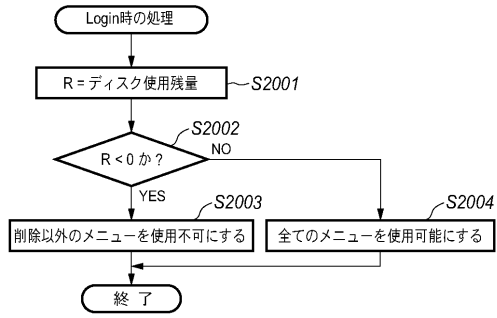 Login時の処理
R = ディスク使用残量
S2001
S2002
R < 0 か?
NO
YES
S2003
S2004
削除以外のメニューを使用不可にする
全てのメニューを使用可能にする
終 了